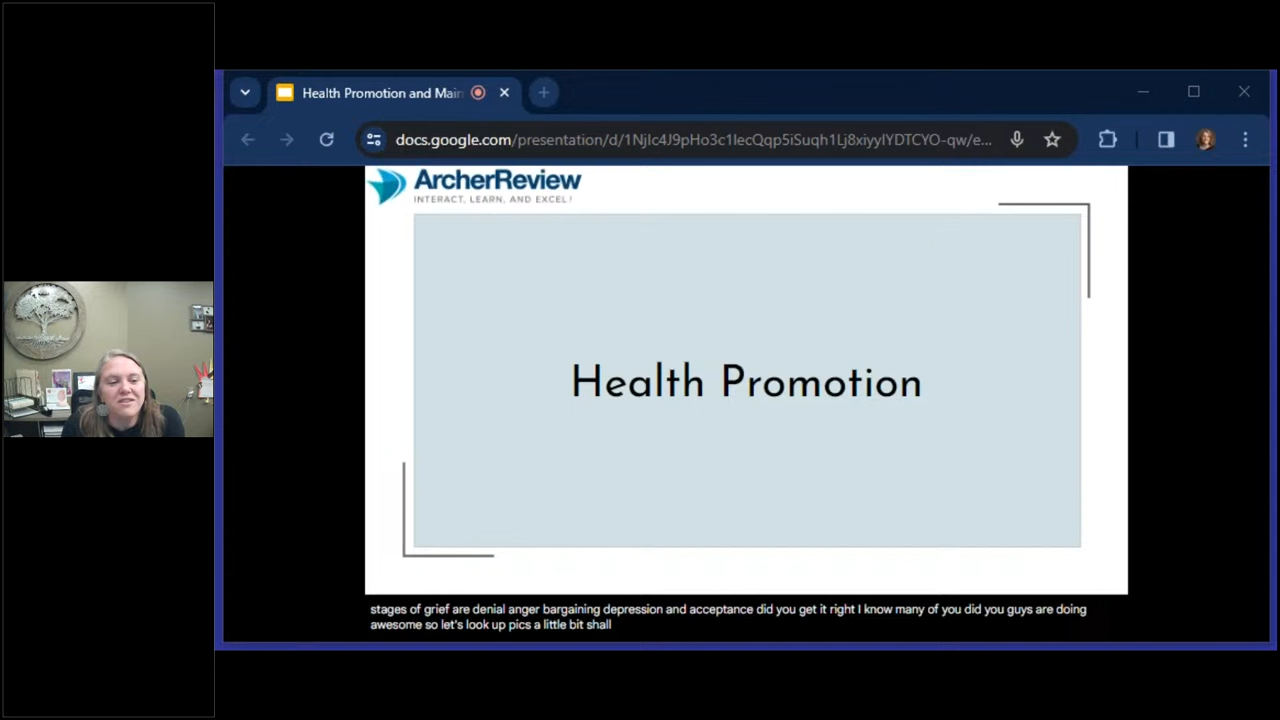 Health Promotion and Main
docs.google.com/presentation/d/1NjIc4J9pHo3c1lecQqp5iSuqh1Lj8xiyyIYDTCYO-qw/e...
ArcherReview
INTERACT, LEARN, AND EXCEL!
Health Promotion
stages of grief are denial anger bargaining depression and acceptance did you get it right I know many of you did you guys are doing
awesome so let's look up pics a little bit shall